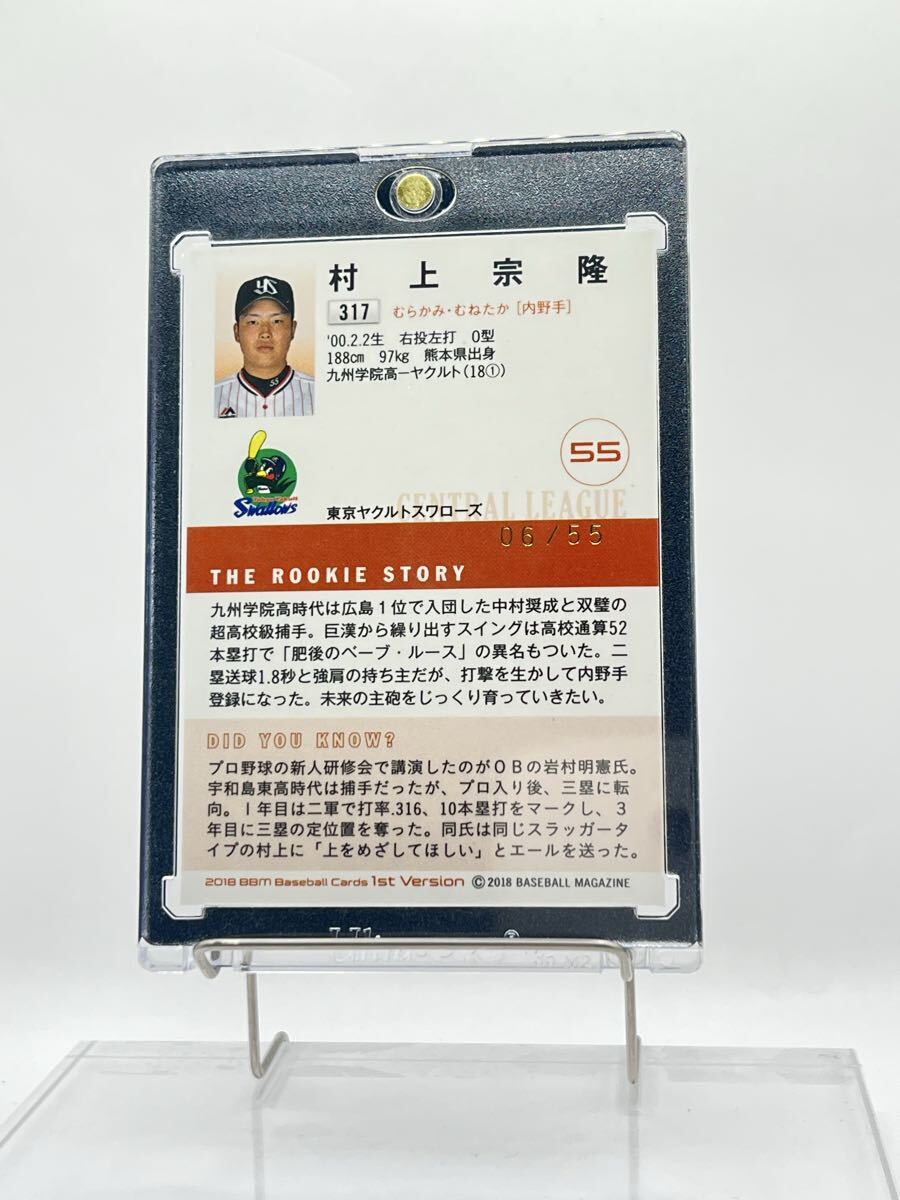 村上宗隆
317 むらかみ・むねたか [内野手]
'00.2.2生 右投左打 O型
188cm 97kg 熊本県出身
九州学院高ーヤクルト(18①)
55
55
Swallows
CENTRAL LEAGUE
東京ヤクルトスワローズ
06/55
THE ROOKIE STORY
九州学院高時代は広島1位で入団した中村奨成と双璧の
超高校級捕手。巨漢から繰り出すスイングは高校通算52
本塁打で「肥後のベーブ・ルース」の異名もついた。二
塁送球1.8秒と強肩の持ち主だが、打撃を生かして内野手
登録になった。未来の主砲をじっくり育っていきたい。
DID YOU KNOW?
プロ野球の新人研修会で講演したのがOBの岩村明憲氏。
宇和島東高時代は捕手だったが、プロ入り後、三塁に転
向。1年目は二軍で打率.316、10本塁打をマークし、3
年目に三塁の定位置を奪った。同氏は同じスラッガータ
イプの村上に「上をめざしてほしい」とエールを送った。
2018 BBM Baseball Cards 1st Version ©2018 BASEBALL MAGAZINE